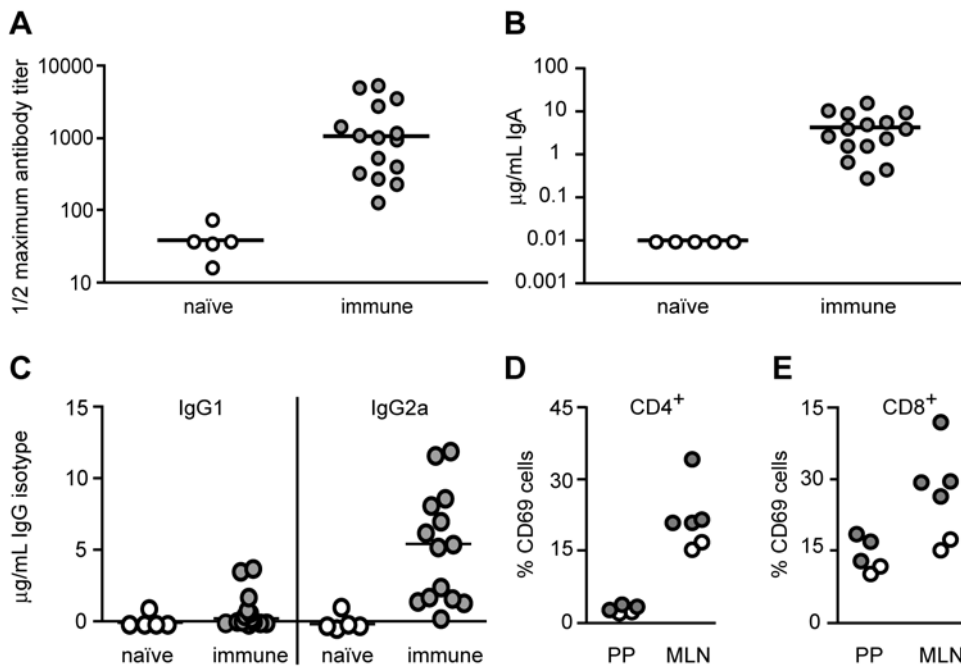 A
1/2 maximum antibody titer
10000
1000
100
10
naïve immune
B
µg/mL IgA
100
10
1
0.1
0.01
0.001
naïve immune
C
µg/mL IgG isotype
IgG1 IgG2a
15
10
5
0
naïve immune naïve immune
D
CD4+
% CD69 cells
45
30
15
0
PP MLN
E
CD8+
% CD69 cells
15
30
15
0
PP MLN